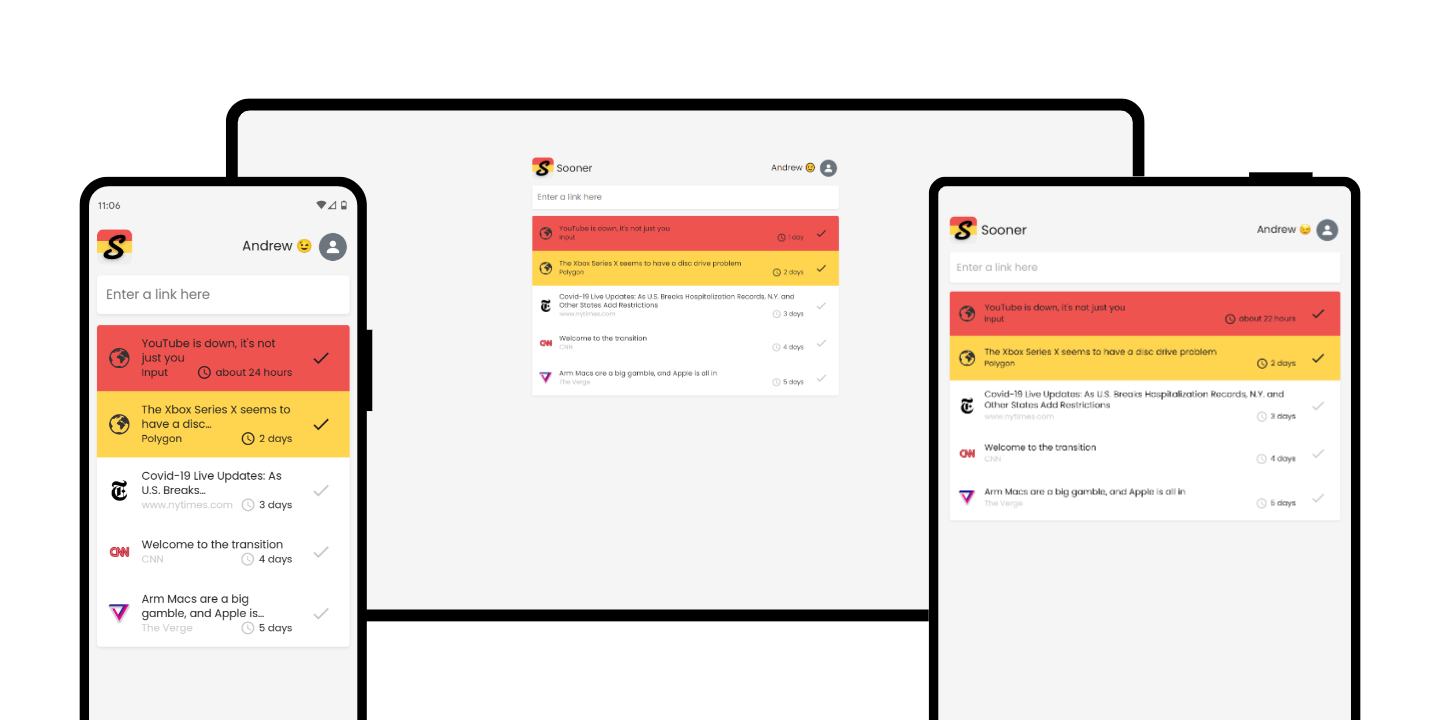 11:06
S
Andrew 😉
Enter a link here
YouTube is down, it's not
just you
Input about 24 hours
The Xbox Series X seems to
have a disc...
Polygon 2 days
Covid-19 Live Updates: As
U.S. Breaks...
www.nytimes.com 3 days
CNN
Welcome to the transition
CNN 4 days
Arm Macs are a big
gamble, and Apple is...
The Verge 5 days
S Sooner
Andrew 😉
Enter a link here
YouTube is down, it's not just you
Input 1 day
The Xbox Series X seems to have a disc drive problem
Polygon 2 days
Covid-19 Live Updates: As U.S. Breaks Hospitalization Records, N.Y. and
Other States Add Restrictions
www.nytimes.com 3 days
CNN
Welcome to the transition
CNN 4 days
Arm Macs are a big gamble, and Apple is all in
The Verge 5 days
S Sooner
Andrew 😉
Enter a link here
YouTube is down, it's not just you
Input about 22 hours
The Xbox Series X seems to have a disc drive problem
Polygon 2 days
Covid-19 Live Updates: As U.S. Breaks Hospitalization Records, N.Y. and
Other States Add Restrictions
www.nytimes.com 3 days
CNN
Welcome to the transition
CNN 4 days
Arm Macs are a big gamble, and Apple is all in
The Verge 5 days